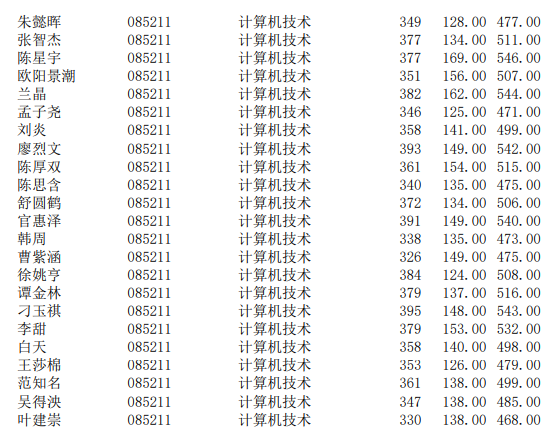 朱懿晖 085211 计算机技术 349 128.00 477.00
张智杰 085211 计算机技术 377 134.00 511.00
陈星宇 085211 计算机技术 377 169.00 546.00
欧阳景潮 085211 计算机技术 351 156.00 507.00
兰晶 085211 计算机技术 382 162.00 544.00
孟子尧 085211 计算机技术 346 125.00 471.00
刘炎 085211 计算机技术 358 141.00 499.00
廖烈文 085211 计算机技术 393 149.00 542.00
陈厚双 085211 计算机技术 361 154.00 515.00
陈思含 085211 计算机技术 340 135.00 475.00
舒圆鹤 085211 计算机技术 372 134.00 506.00
官惠泽 085211 计算机技术 391 149.00 540.00
韩周 085211 计算机技术 338 135.00 473.00
曹紫涵 085211 计算机技术 326 149.00 475.00
徐姚亨 085211 计算机技术 384 124.00 508.00
谭金林 085211 计算机技术 379 137.00 516.00
刁玉祺 085211 计算机技术 395 148.00 543.00
李甜 085211 计算机技术 379 153.00 532.00
白天 085211 计算机技术 358 140.00 498.00
王莎棉 085211 计算机技术 353 126.00 479.00
范知名 085211 计算机技术 361 138.00 499.00
吴得泱 085211 计算机技术 347 138.00 485.00
叶建崇 085211 计算机技术 330 138.00 468.00